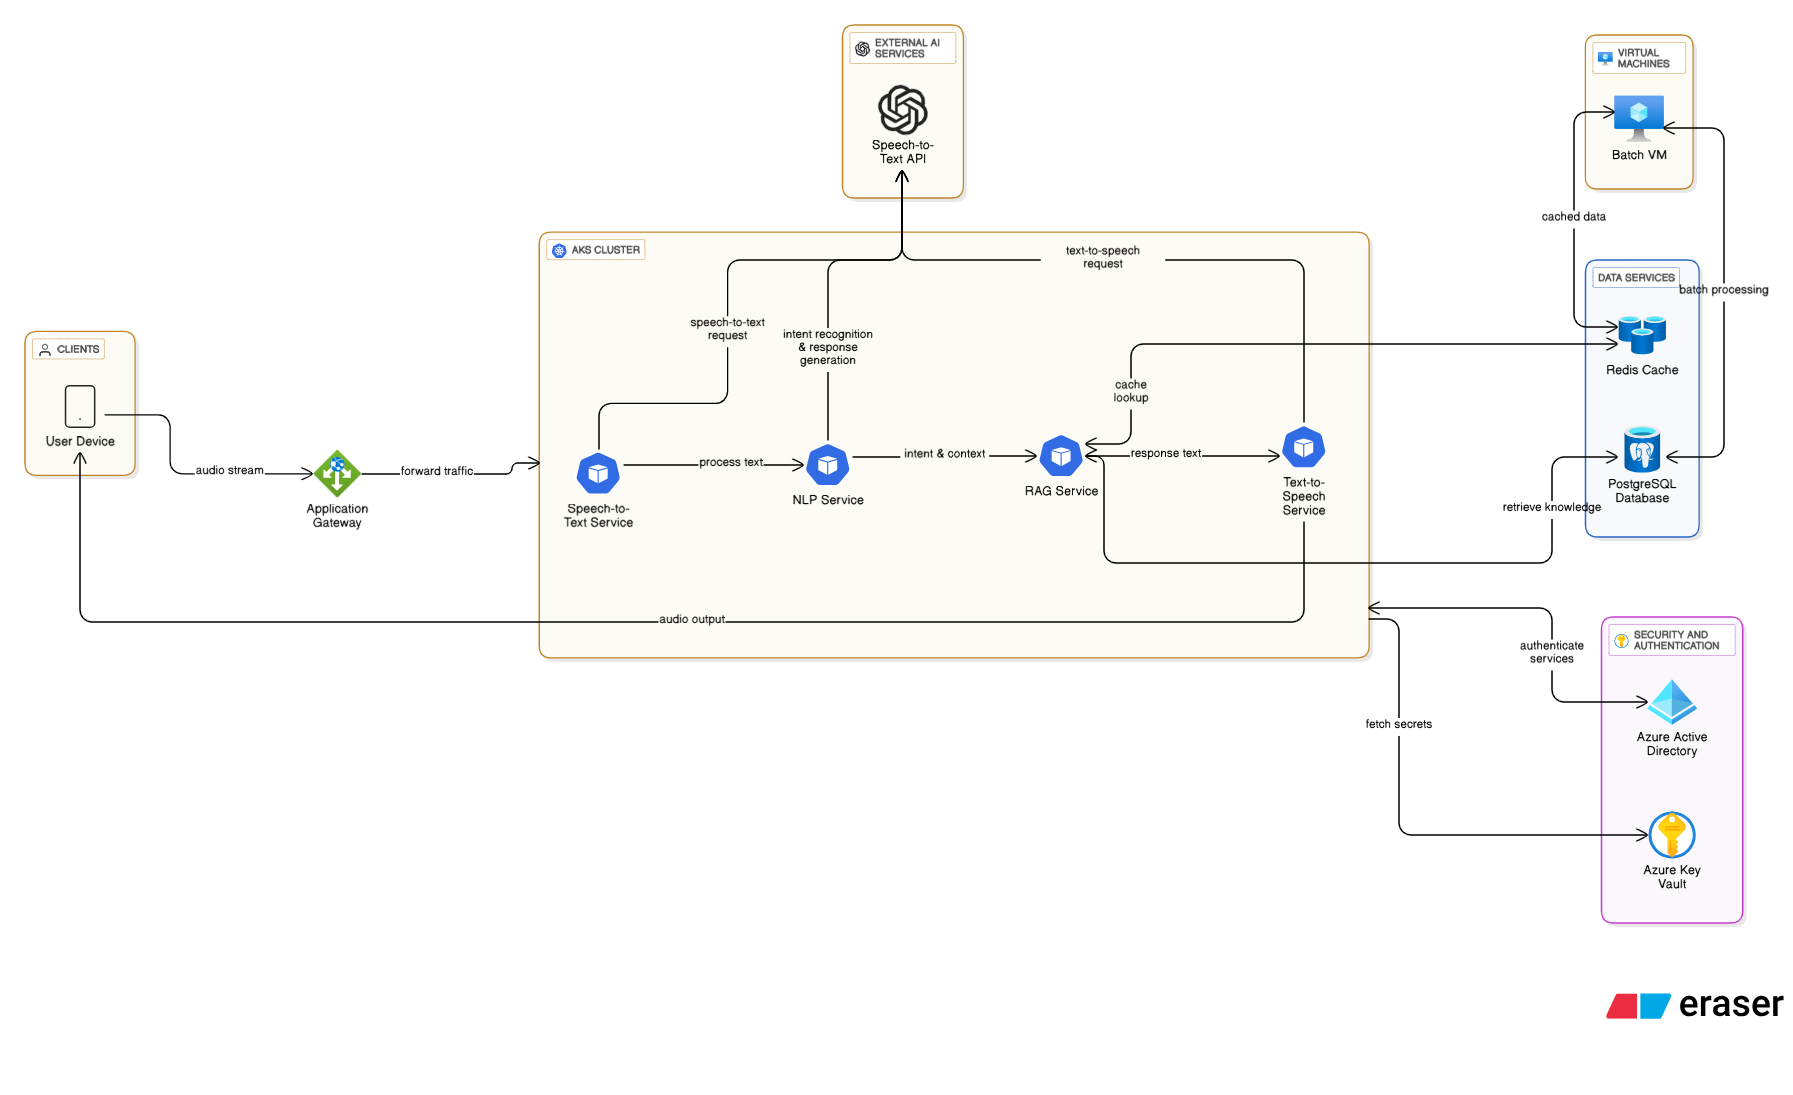 EXTERNAL AI
SERVICES
Speech-to-
Text API
VIRTUAL
MACHINES
Batch VM
cached data
batch processing
DATA SERVICES
Redis Cache
PostgreSQL
Database
retrieve knowledge
AKS CLUSTER
text-to-speech
request
speech-to-text
request
intent recognition
& response
generation
cache
lookup
CLIENTS
User Device
audio stream
Application
Gateway
forward traffic
Speech-to-
Text Service
process text
NLP Service
intent & context
RAG Service
response text
Text-to-
Speech
Service
audio output
authenticate
services
fetch secrets
SECURITY AND
AUTHENTICATION
Azure Active
Directory
Azure Key
Vault
eraser